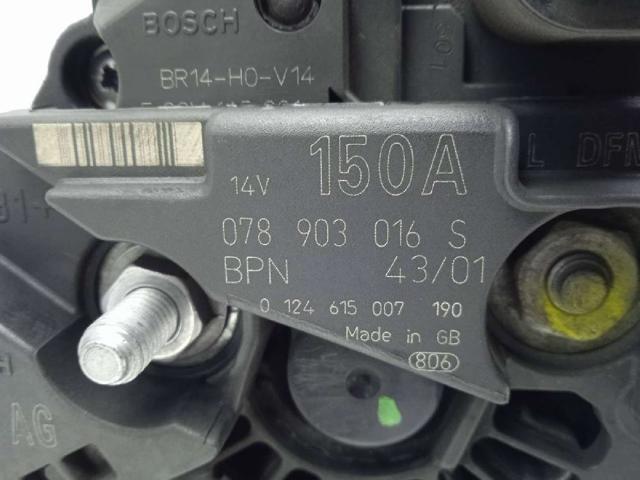 BOSCH
BR14-H0-V14
14V 150A
L DFM
078 903 016 S
BPN 43/01
0 124 615 007 190
Made in GB
806
AG